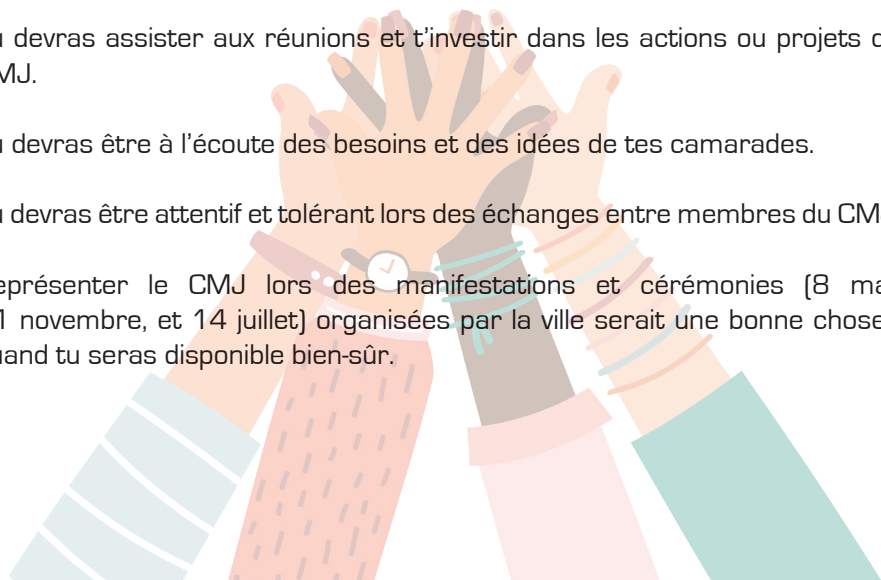 u devras assister aux réunions et t'investir dans les actions ou projets d
MJ.
u devras être à l'écoute des besoins et des idées de tes camarades.
u devras être attentif et tolérant lors des échanges entre membres du CM
eprésenter le CMJ lors des manifestations et cérémonies (8 ma
1 novembre, et 14 juillet) organisées par la ville serait une bonne chose
uand tu seras disponible bien-sûr.